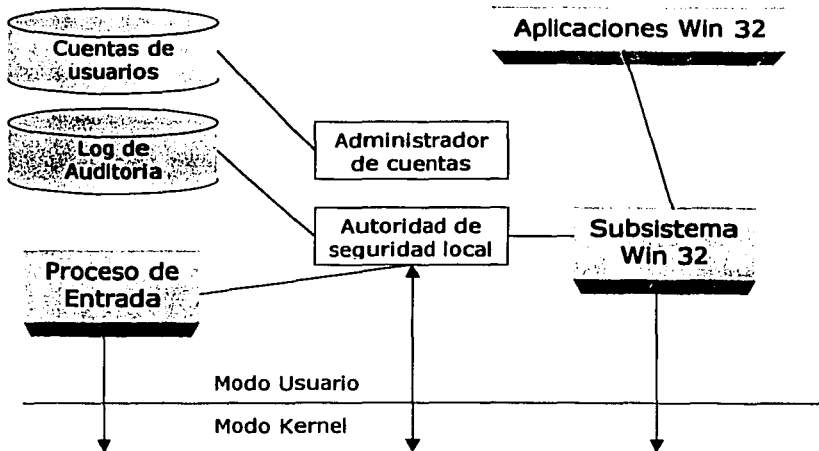 Cuentas de
usuarios
Aplicaciones Win 32
Log de
Auditoria
Administrador
de cuentas
Autoridad de
seguridad local
Subsistema
Win 32
Proceso de
Entrada
Modo Usuario
Modo Kernel